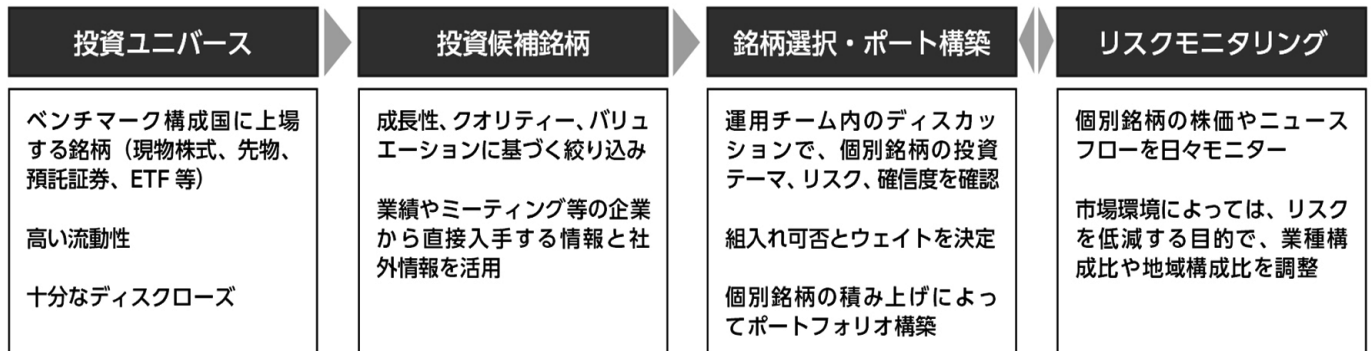 投資ユニバース
ベンチマーク構成国に上場
する銘柄（現物株式、先物、
預託証券、ETF 等）
高い流動性
十分なディスクローズ
投資候補銘柄
成長性、クオリティー、バリュ
エーションに基づく絞り込み
業績やミーティング等の企業
から直接入手する情報と社
外情報を活用
銘柄選択・ポート構築
運用チーム内のディスカッ
ションで、個別銘柄の投資
テーマ、リスク、確信度を確認
組入れ可否とウェイトを決定
個別銘柄の積み上げによっ
てポートフォリオ構築
リスクモニタリング
個別銘柄の株価やニュース
フローを日々モニター
市場環境によっては、リスク
を低減する目的で、業種構
成比や地域構成比を調整